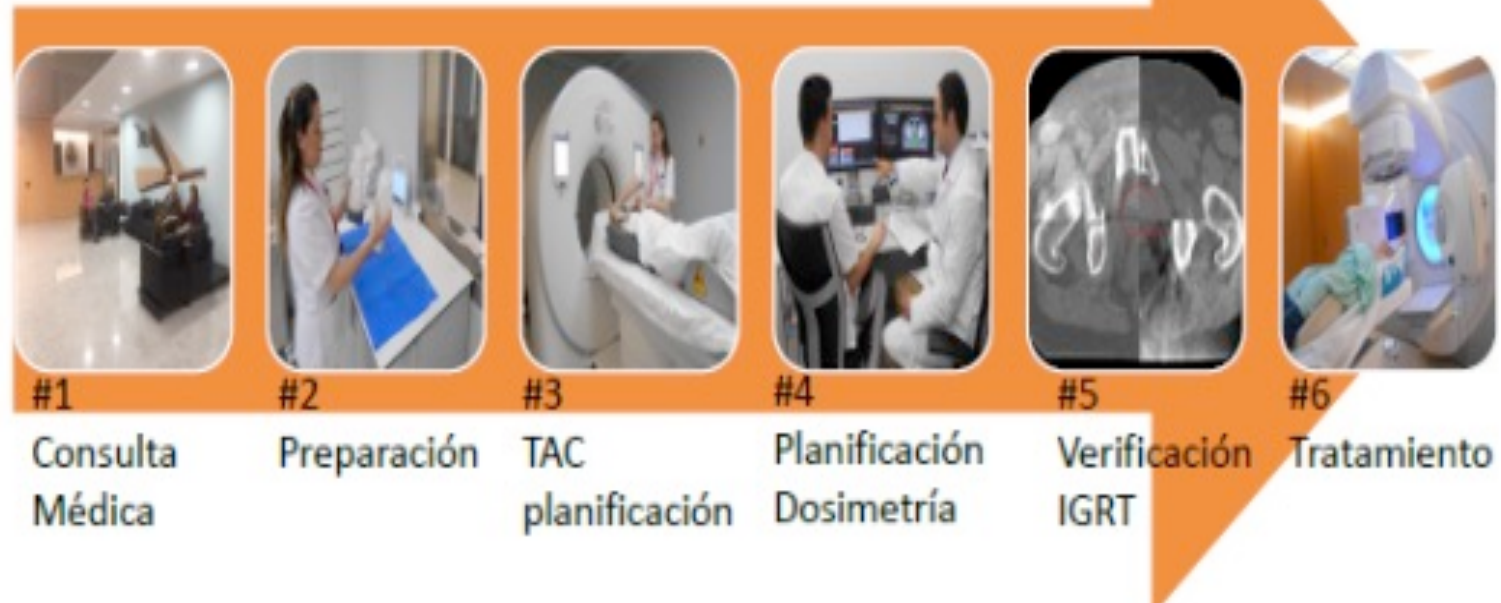 #1
Consulta
Médica
#2
Preparación
#3
TAC
planificación
#4
Planificación
Dosimetría
#5
Verificación
IGRT
#6
Tratamiento